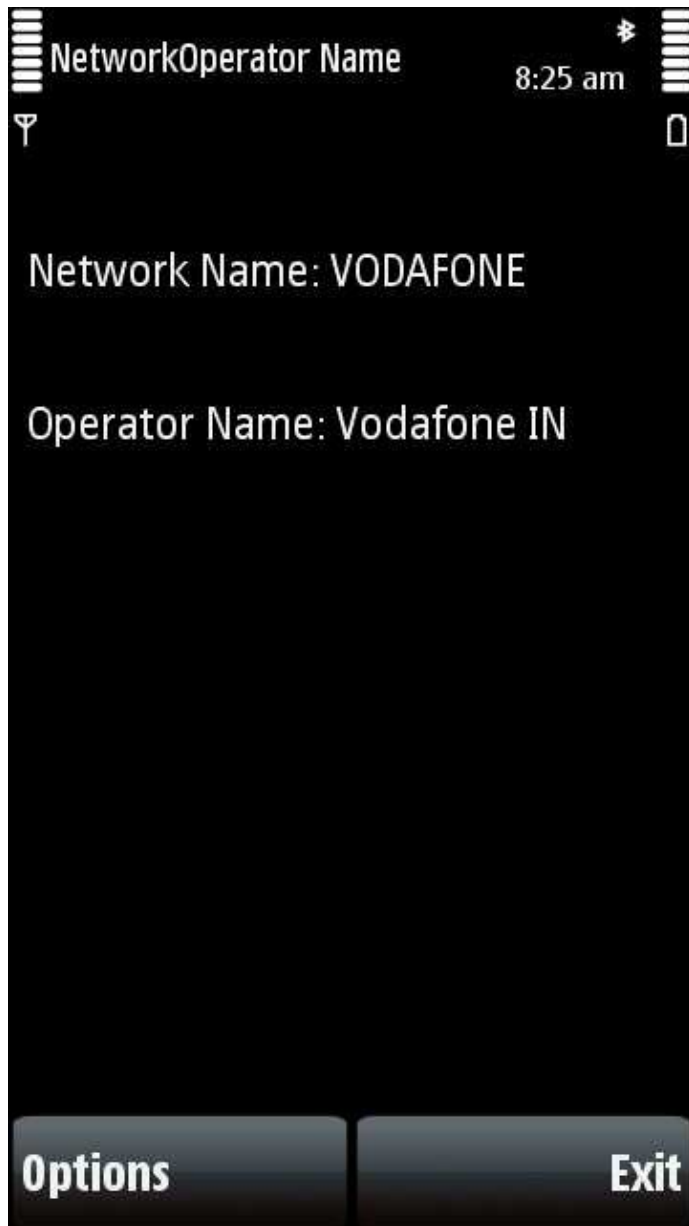 NetworkOperator Name
8:25 am
Network Name: VODAFONE
Operator Name: Vodafone IN
Options
Exit